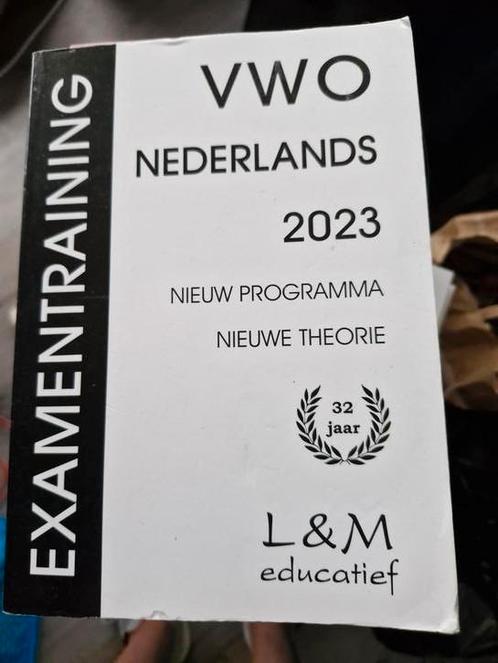 EXAMENTRAINING
VWO
NEDERLANDS
2023
NIEUW PROGRAMMA
NIEUWE THEORIE
32
jaar
L&M
educatief